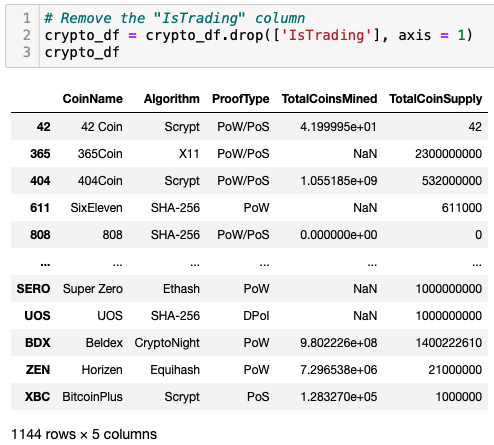 1 # Remove the "IsTrading" column
2 crypto_df = crypto_df.drop(['IsTrading'], axis = 1)
3 crypto_df
CoinName Algorithm ProofType TotalCoinsMined TotalCoinSupply
42 42 Coin Scrypt PoW/PoS 4.199995e+01 42
365 365Coin X11 PoW/PoS NaN 2300000000
404 404Coin Scrypt PoW/PoS 1.055185e+09 532000000
611 SixEleven SHA-256 PoW NaN 611000
808 808 SHA-256 PoW/PoS 0.000000e+00 0
... ... ... ... ... ...
SERO Super Zero Ethash PoW NaN 1000000000
UOS UOS SHA-256 DPoI NaN 1000000000
BDX Beldex CryptoNight PoW 9.802226e+08 1400222610
ZEN Horizen Equihash PoW 7.296538e+06 21000000
XBC BitcoinPlus Scrypt PoS 1.283270e+05 1000000
1144 rows × 5 columns